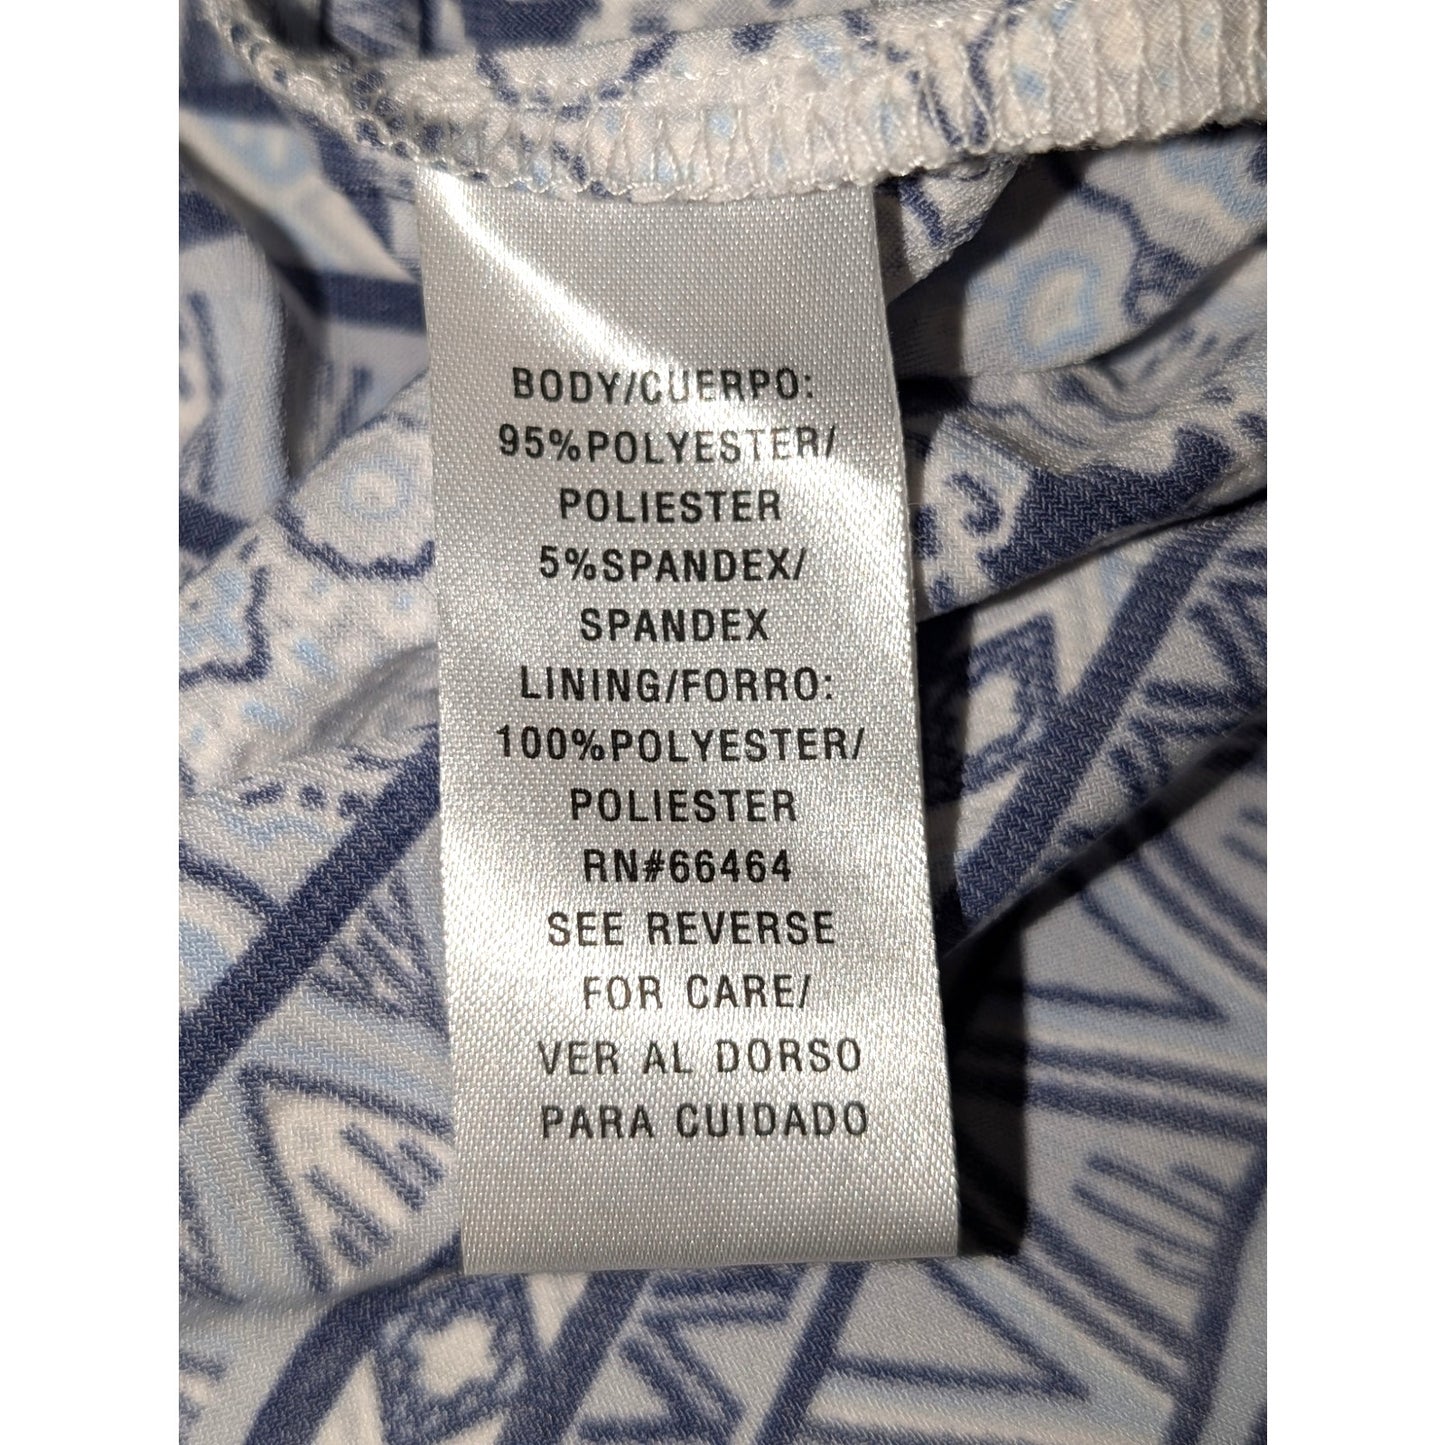 BODY/CUERPO:
95%POLYESTER/
POLIESTER
5%SPANDEX/
SPANDEX
LINING/FORRO:
100%POLYESTER/
POLIESTER
RN#66464
SEE REVERSE
FOR CARE/
VER AL DORSO
PARA CUIDADO